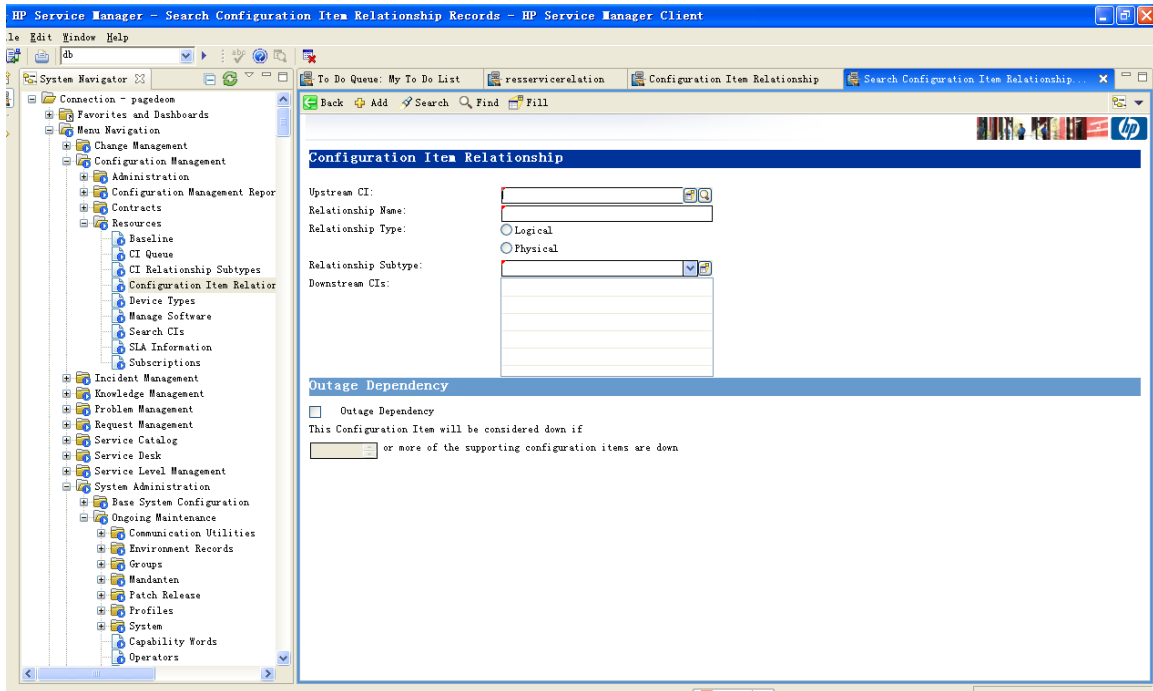 HP Service Manager - Search Configuration Item Relationship Records - HP Service Manager Client
le Edit Window Help
db
System Navigator
To Do Queue: My To Do List
resservicerelation
Configuration Item Relationship
Search Configuration Item Relationship...
Connection - pagedeom
Favorites and Dashboards
Menu Navigation
Change Management
Configuration Management
Administration
Configuration Management Repor
Contracts
Resources
Baseline
CI Queue
CI Relationship Subtypes
Configuration Item Relation
Device Types
Manage Software
Search CIs
SLA Information
Subscriptions
Incident Management
Knowledge Management
Problem Management
Request Management
Service Catalog
Service Desk
Service Level Management
System Administration
Base System Configuration
Ongoing Maintenance
Communication Utilities
Environment Records
Groups
Mandanten
Patch Release
Profiles
System
Capability Words
Operators
Back Add Search Find Fill
hp
Configuration Item Relationship
Upstream CI:
Relationship Name:
Relationship Type:
Logical
Physical
Relationship Subtype:
Downstream CIs:
Outage Dependency
Outage Dependency
This Configuration Item will be considered down if
or more of the supporting configuration items are down